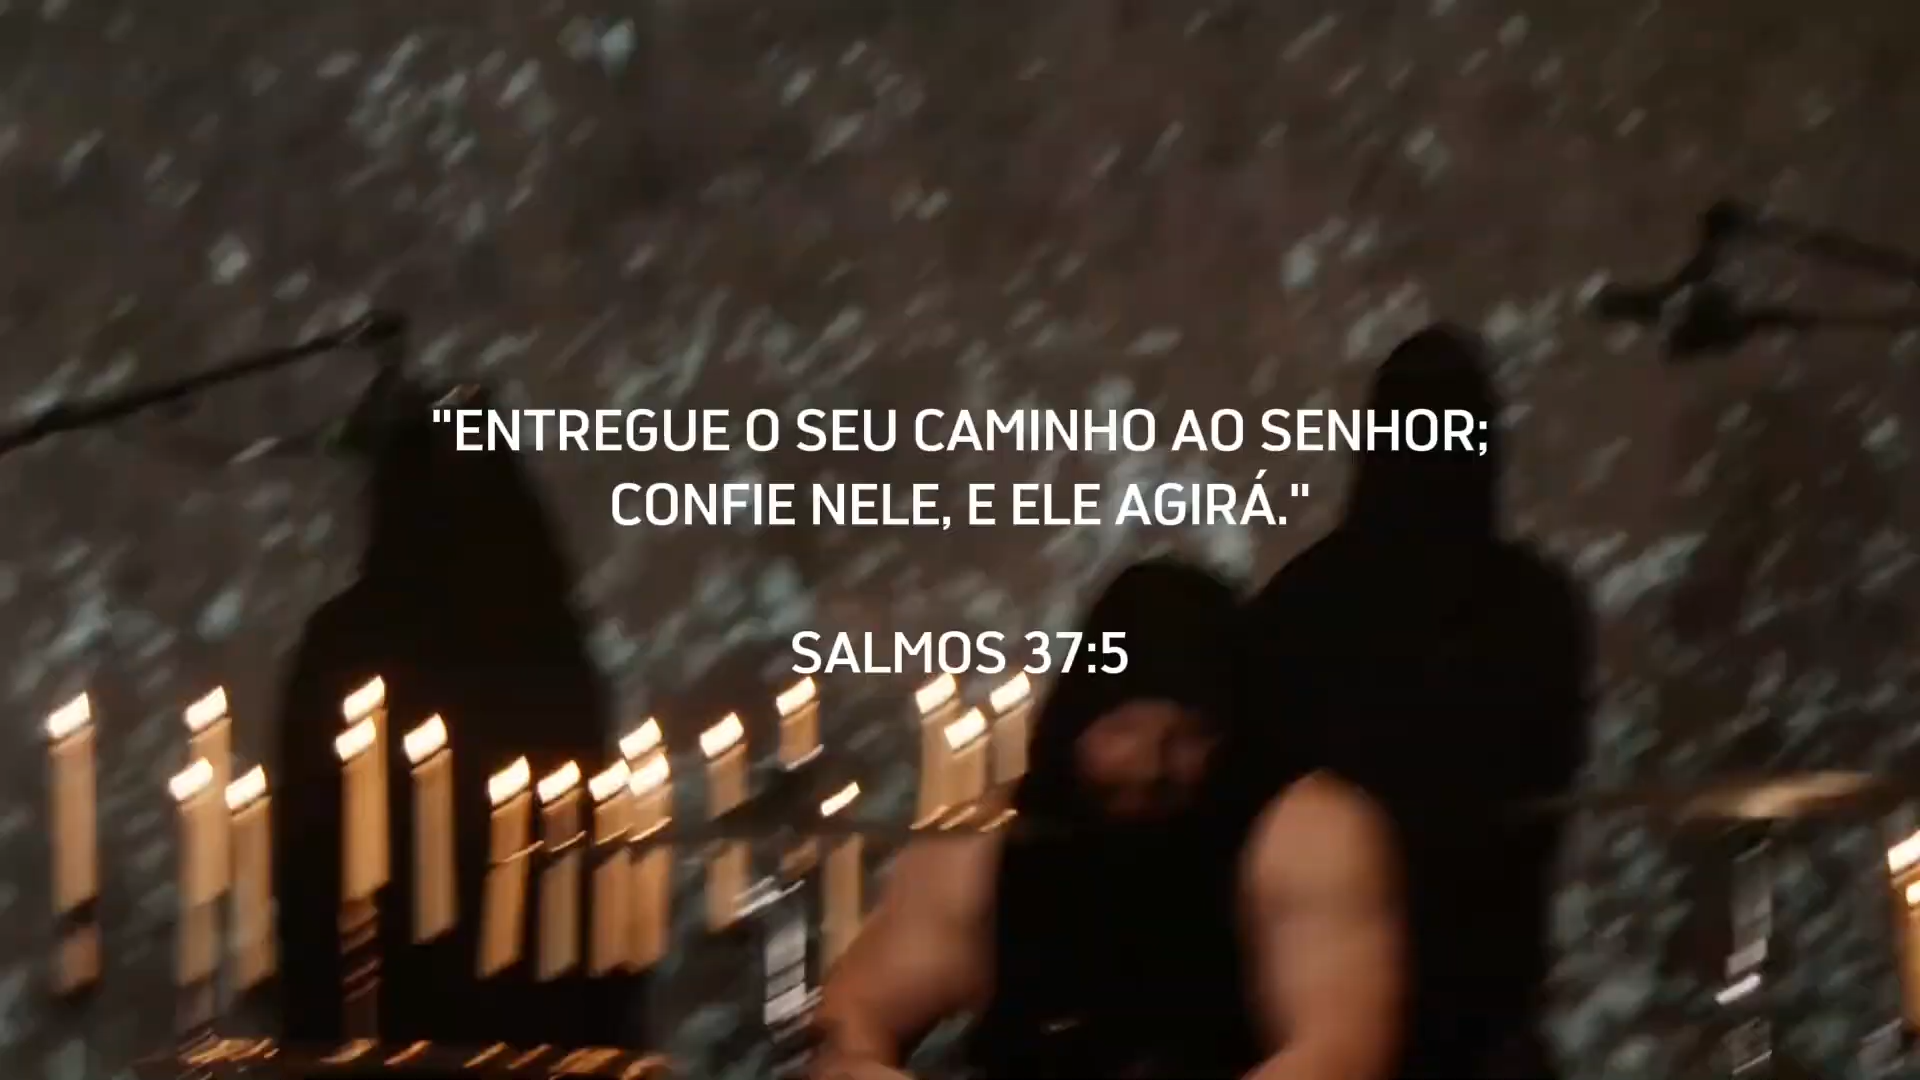 "ENTREGUE O SEU CAMINHO AO SENHOR;
CONFIE NELE, E ELE AGIRÁ."
SALMOS 37:5